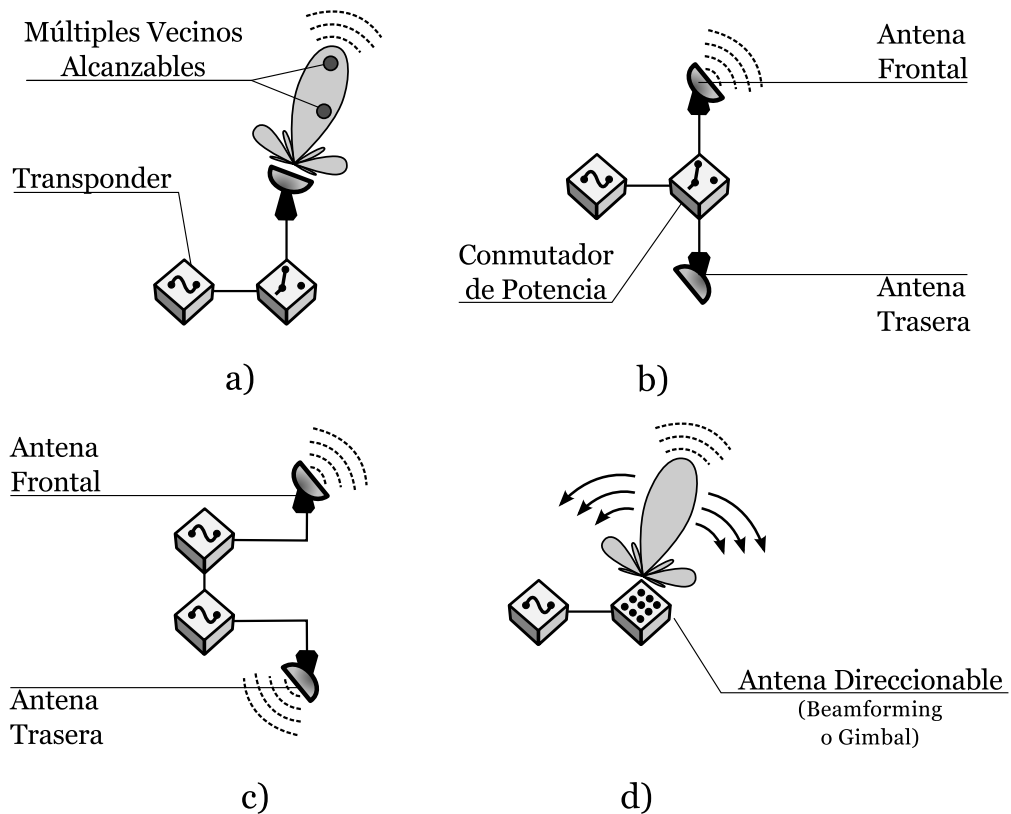 Múltiples Vecinos
Alcanzables
Transponder
a)
Antena
Frontal
Conmutador
de Potencia
Antena
Trasera
b)
Antena
Frontal
Antena
Trasera
c)
Antena Direccionable
(Beamforming
o Gimbal)
d)